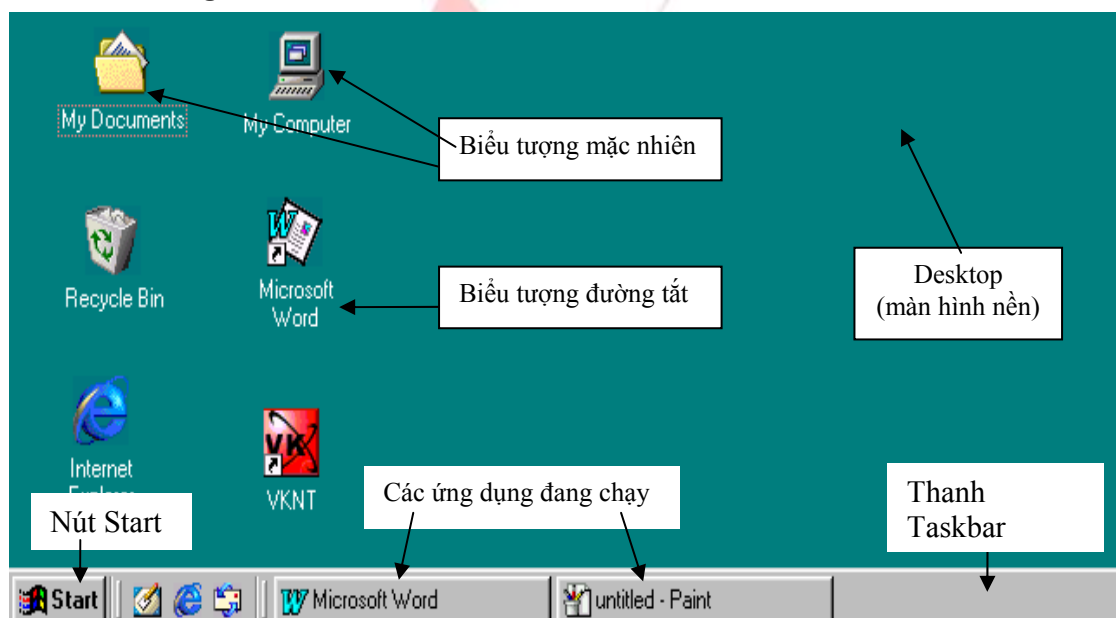 My Documents
My Computer
Biểu tượng mặc nhiên
Recycle Bin
Microsoft
Word
Biểu tượng đường tắt
Desktop
(màn hình nền)
Internet
VKNT
Các ứng dụng đang chạy
Nút Start
Thanh
Taskbar
Start
Microsoft Word
untitled - Paint